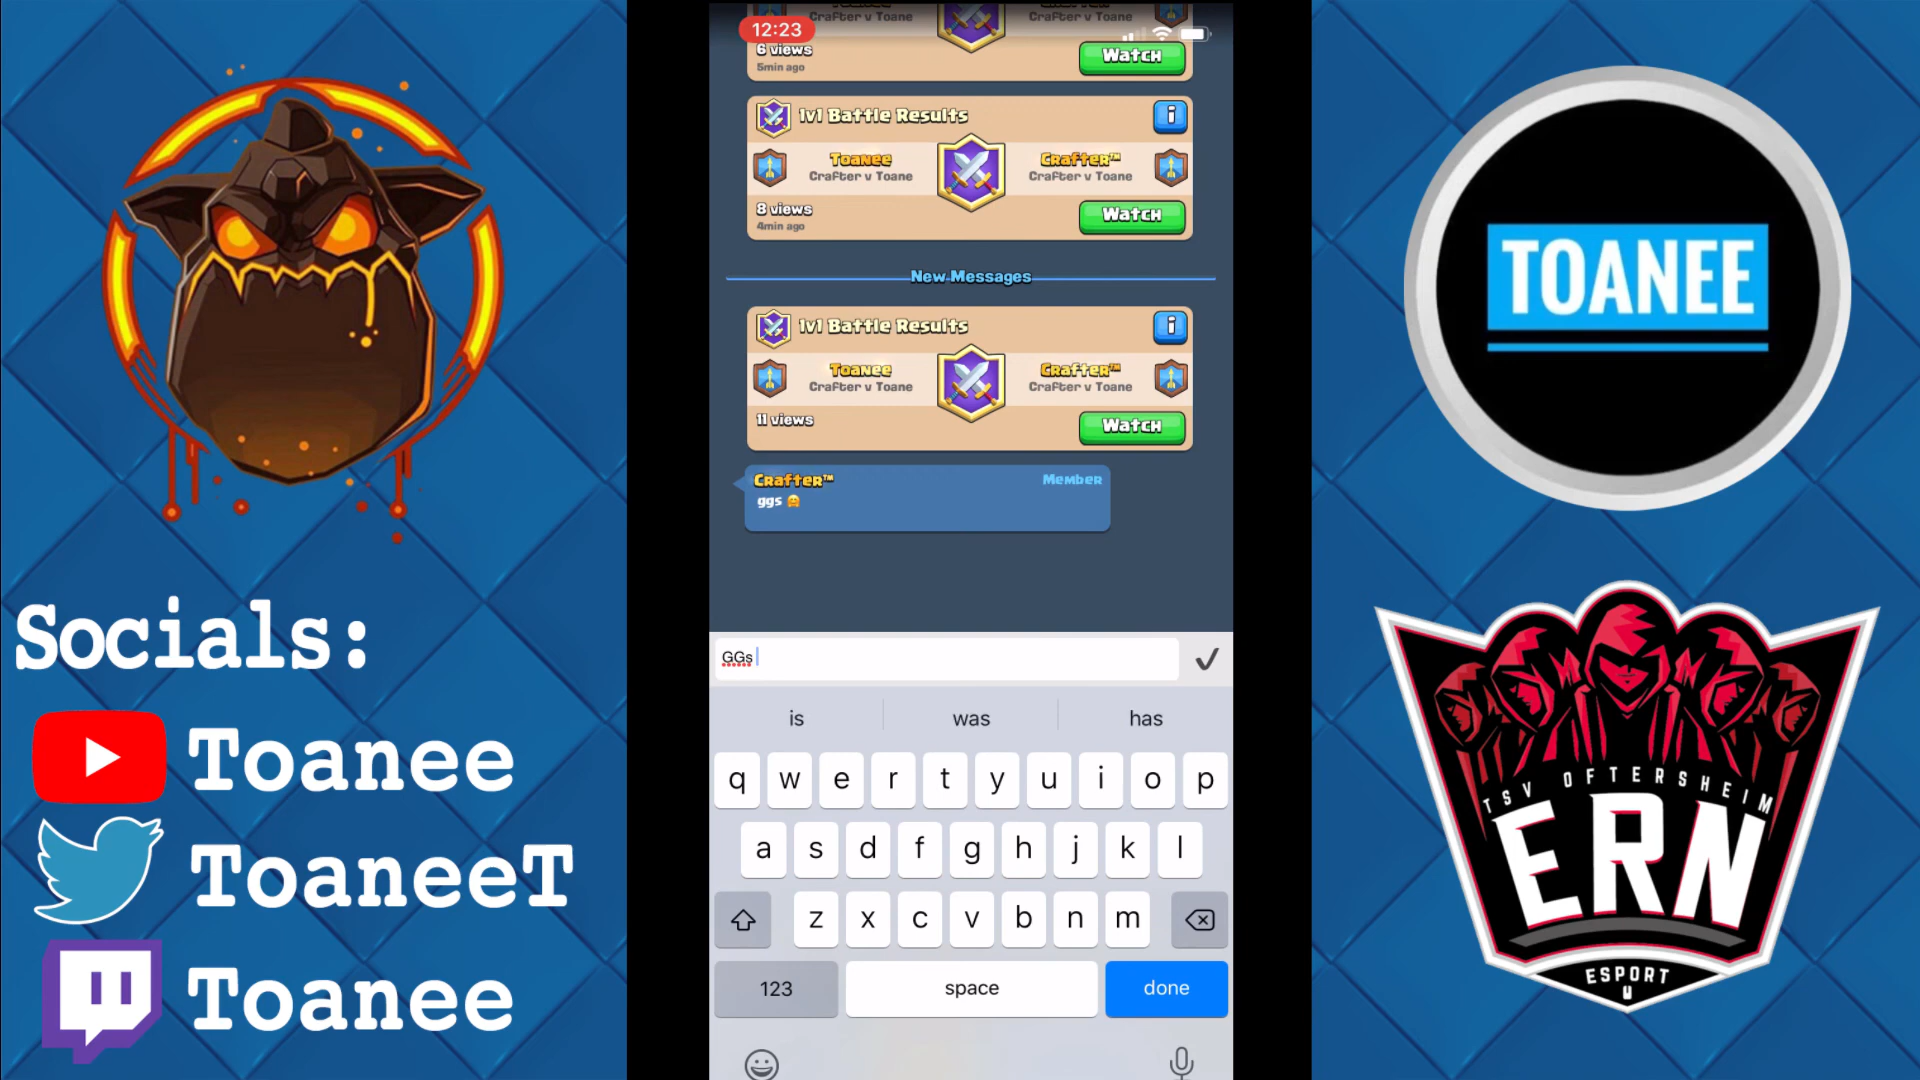 Socials:
Toanee
ToaneeT
Toanee
12:23
Crafter v Toane
Crafter v Toane
6 views
5min ago
Watch
1v1 Battle Results
i
Toanee
Crafter™
Crafter v Toane
Crafter v Toane
8 views
4min ago
Watch
New Messages
1v1 Battle Results
i
Toanee
Crafter™
Crafter v Toane
Crafter v Toane
11 views
Watch
Crafter™
Member
ggs
GGs
is was has
q w e r t y u i o p
a s d f g h j k l
z x c v b n m
123 space done
TOANEE
TSV OFTERSHEIM
ERN
ESPORT